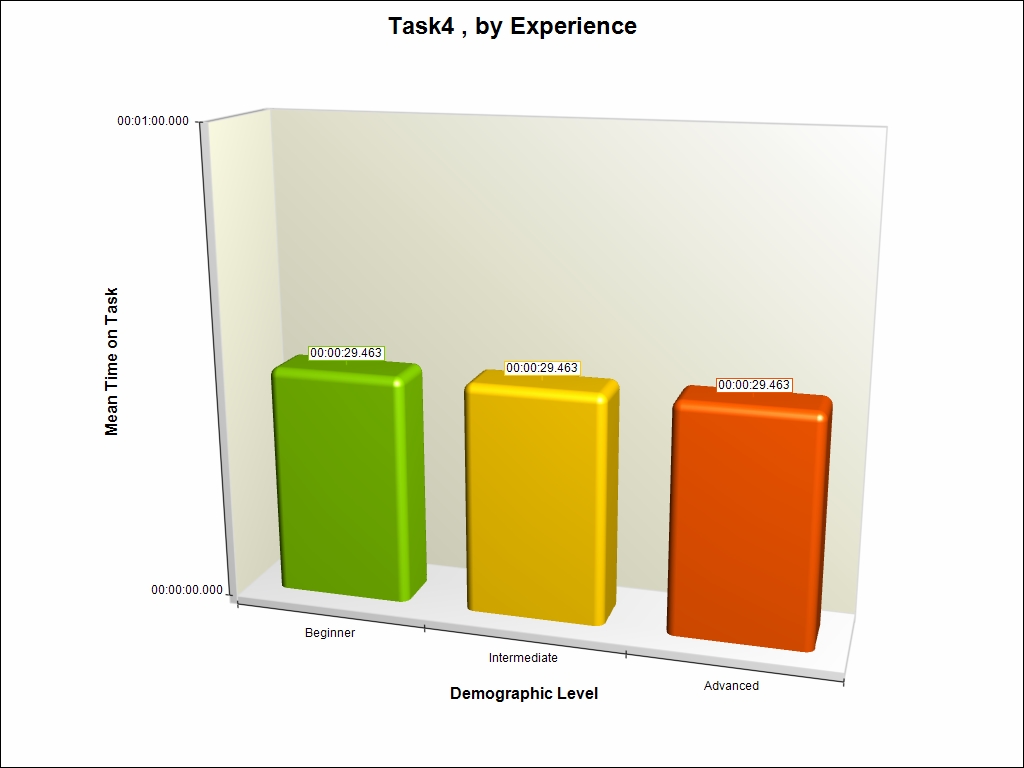 Task4 , by Experience
00:01:00.000
Mean Time on Task
00:00:29.463
00:00:29.463
00:00:29.463
00:00:00.000
Beginner
Intermediate
Advanced
Demographic Level